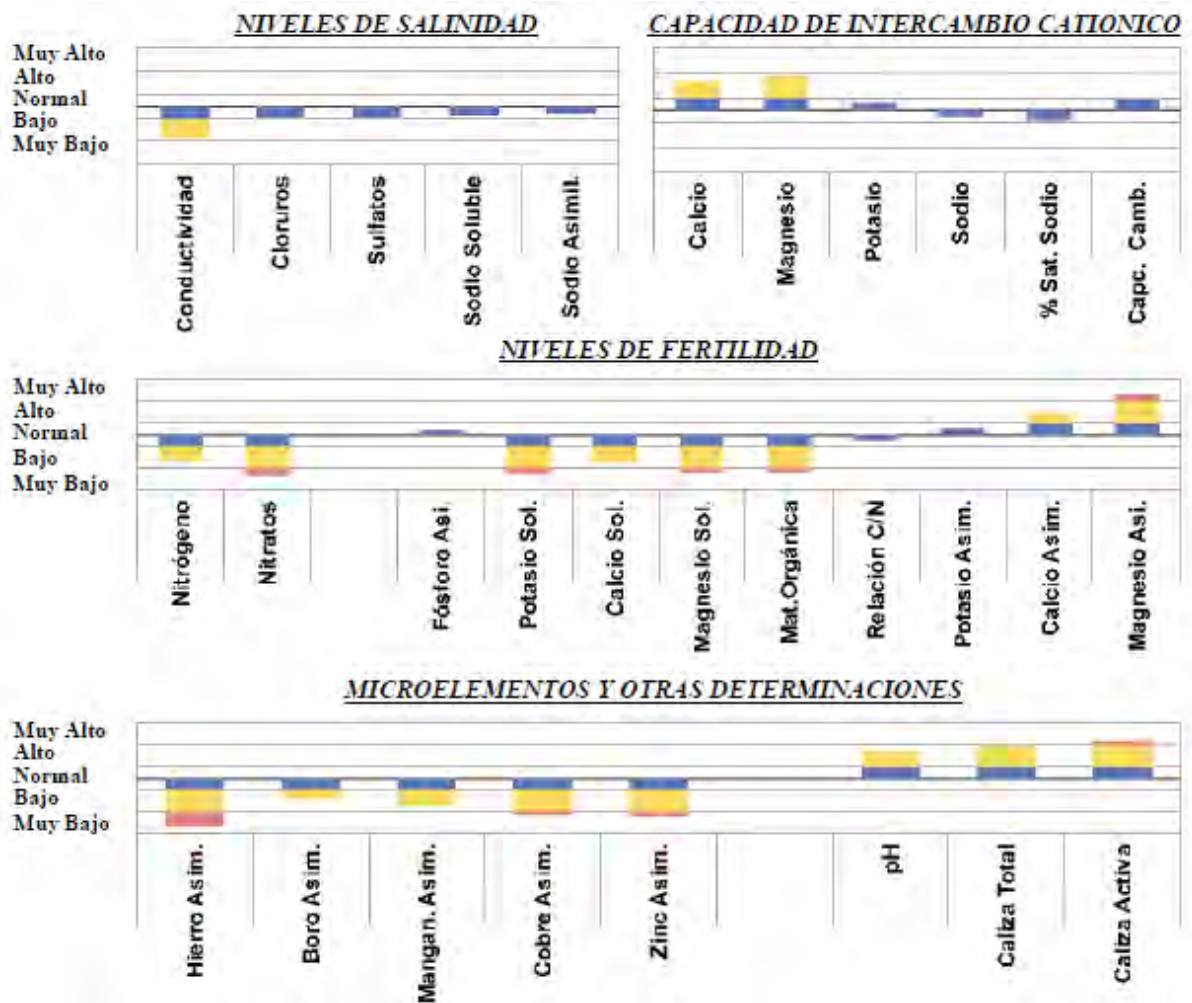 NIVELES DE SALINIDAD
CAPACIDAD DE INTERCAMBIO CATIONICO
Muy Alto
Alto
Normal
Bajo
Muy Bajo
Conductividad
Cloruros
Sulfatos
Sodio Soluble
Sodio Asimil.
Calcio
Magnesio
Potasio
Sodio
% Sat. Sodio
Capc. Camb.
NIVELES DE FERTILIDAD
Muy Alto
Alto
Normal
Bajo
Muy Bajo
Nitrógeno
Nitratos
Fósforo Asi.
Potasio Sol.
Calcio Sol.
Magnesio Sol.
Mat.Orgánica
Relación C/N
Potasio Asim.
Calcio Asim.
Magnesio Asi.
MICROELEMENTOS Y OTRAS DETERMINACIONES
Muy Alto
Alto
Normal
Bajo
Muy Bajo
Hierro Asim.
Boro Asim.
Mangan. Asim.
Cobre Asim.
Zinc Asim.
pH
Caliza Total
Caliza Activa